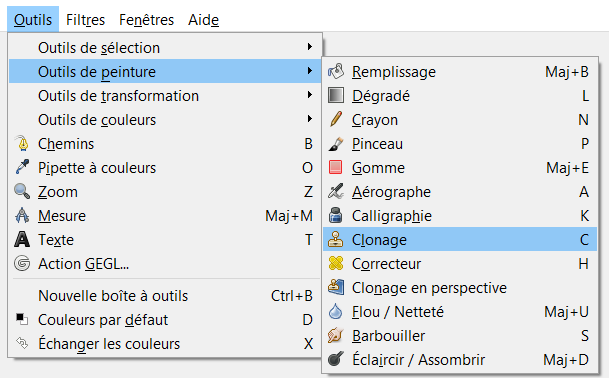 Outils Filtres Fenêtres Aide
Outils de sélection
Outils de peinture
Outils de transformation
Outils de couleurs
Chemins B
Pipette à couleurs O
Zoom Z
Mesure Maj+M
Texte T
Action GEGL...
Nouvelle boîte à outils Ctrl+B
Couleurs par défaut D
Échanger les couleurs X
Remplissage Maj+B
Dégradé L
Crayon N
Pinceau P
Gomme Maj+E
Aérographe A
Calligraphie K
Clonage C
Correcteur H
Clonage en perspective
Flou / Netteté Maj+U
Barbouiller S
Éclaircir / Assombrir Maj+D